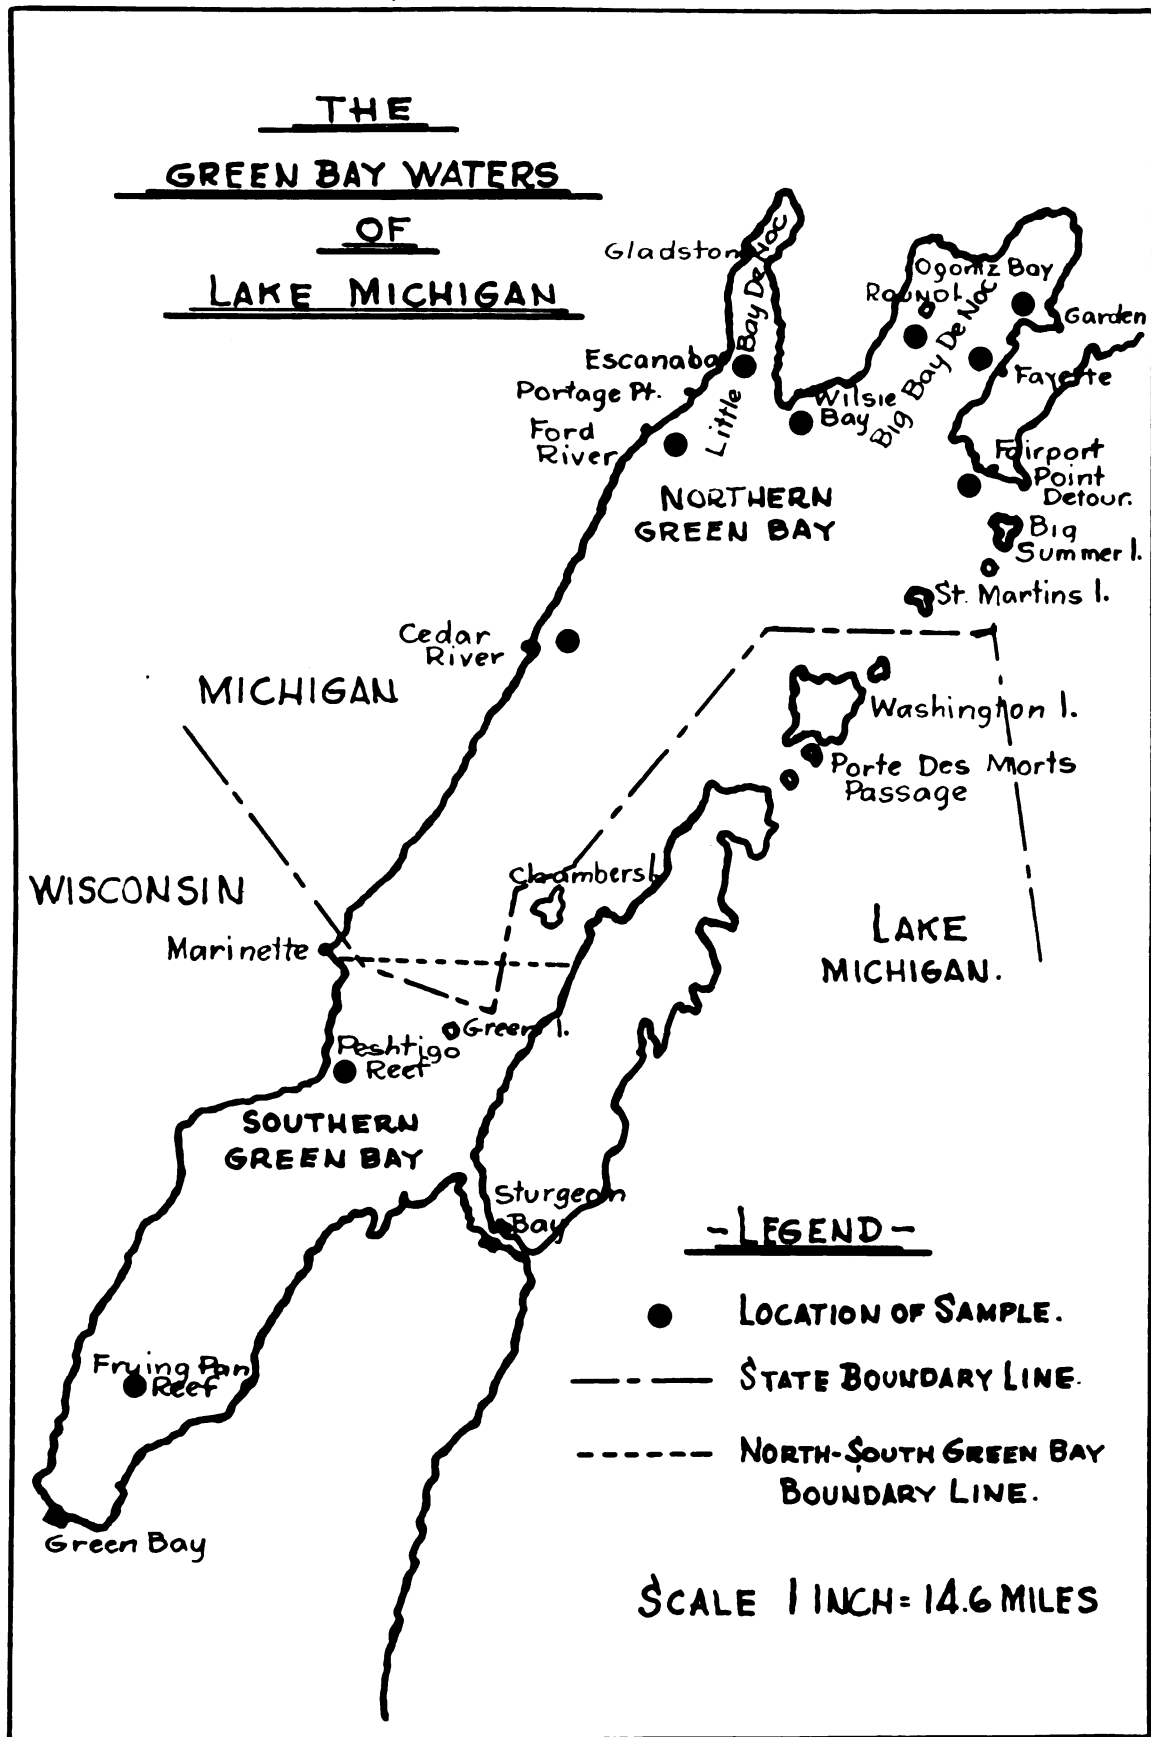 THE
GREEN BAY WATERS
OF
LAKE MICHIGAN
Gladston
Little Bay De Noc
Ogontz Bay
Round I.
Big Bay De Noc
Garden
Escanaba
Fayette
Portage Pt.
Wilsie
Bay
Ford
River
Fairport
Point
Detour.
NORTHERN
GREEN BAY
Big
Summer I.
St. Martins I.
Cedar
River
MICHIGAN
Washington I.
Porte Des Morts
Passage
Chambers I.
WISCONSIN
LAKE
MICHIGAN.
Marinette
Green I.
Peshtigo
Reef
SOUTHERN
GREEN BAY
Sturgeon
Bay
-LEGEND-
LOCATION OF SAMPLE.
STATE BOUNDARY LINE.
NORTH-SOUTH GREEN BAY
BOUNDARY LINE.
Frying Pan
Reef
Green Bay
SCALE 1 INCH = 14.6 MILES